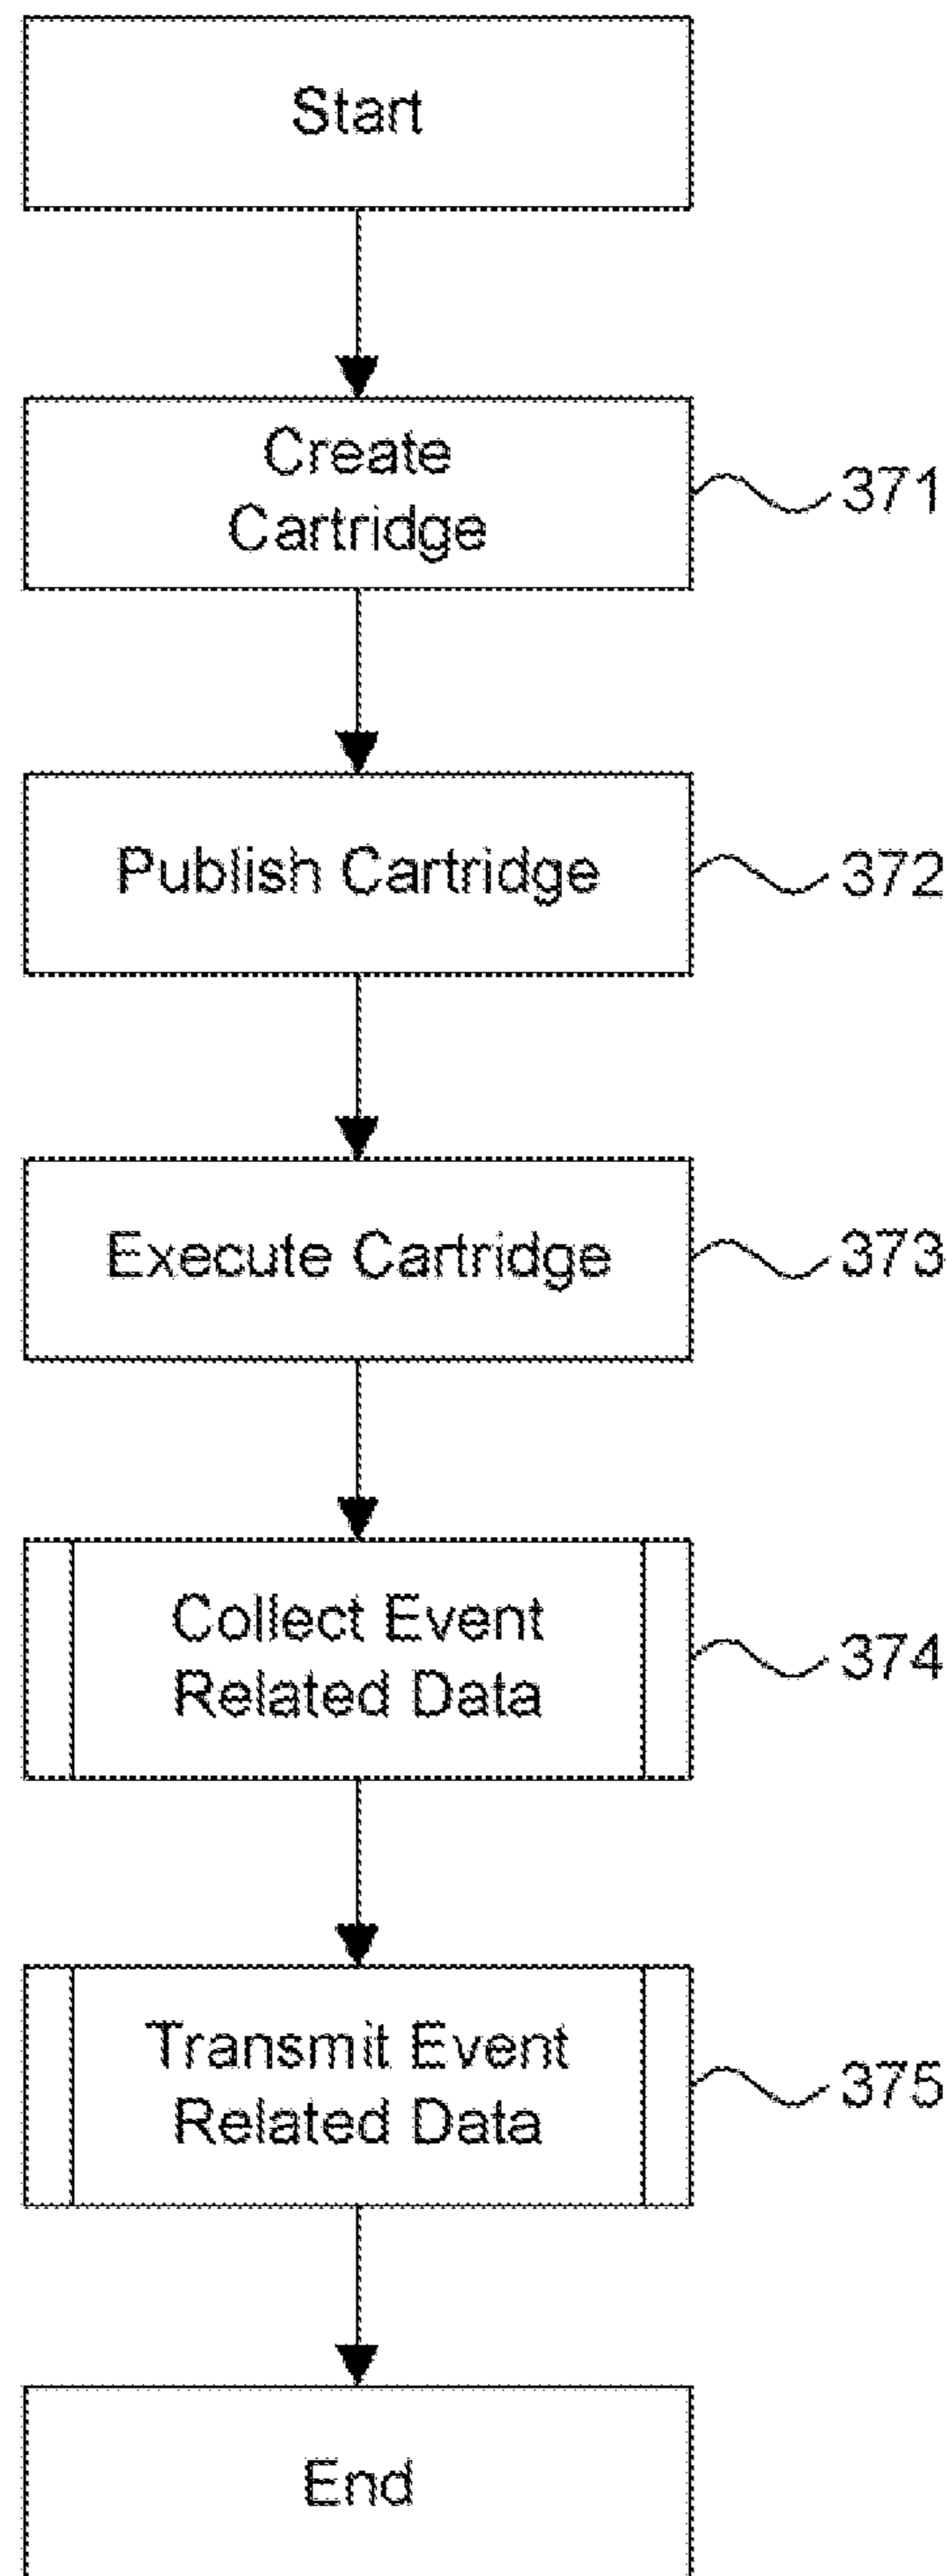 Start
Create
Cartridge
371
Publish Cartridge
372
Execute Cartridge
373
Collect Event
Related Data
374
Transmit Event
Related Data
375
End